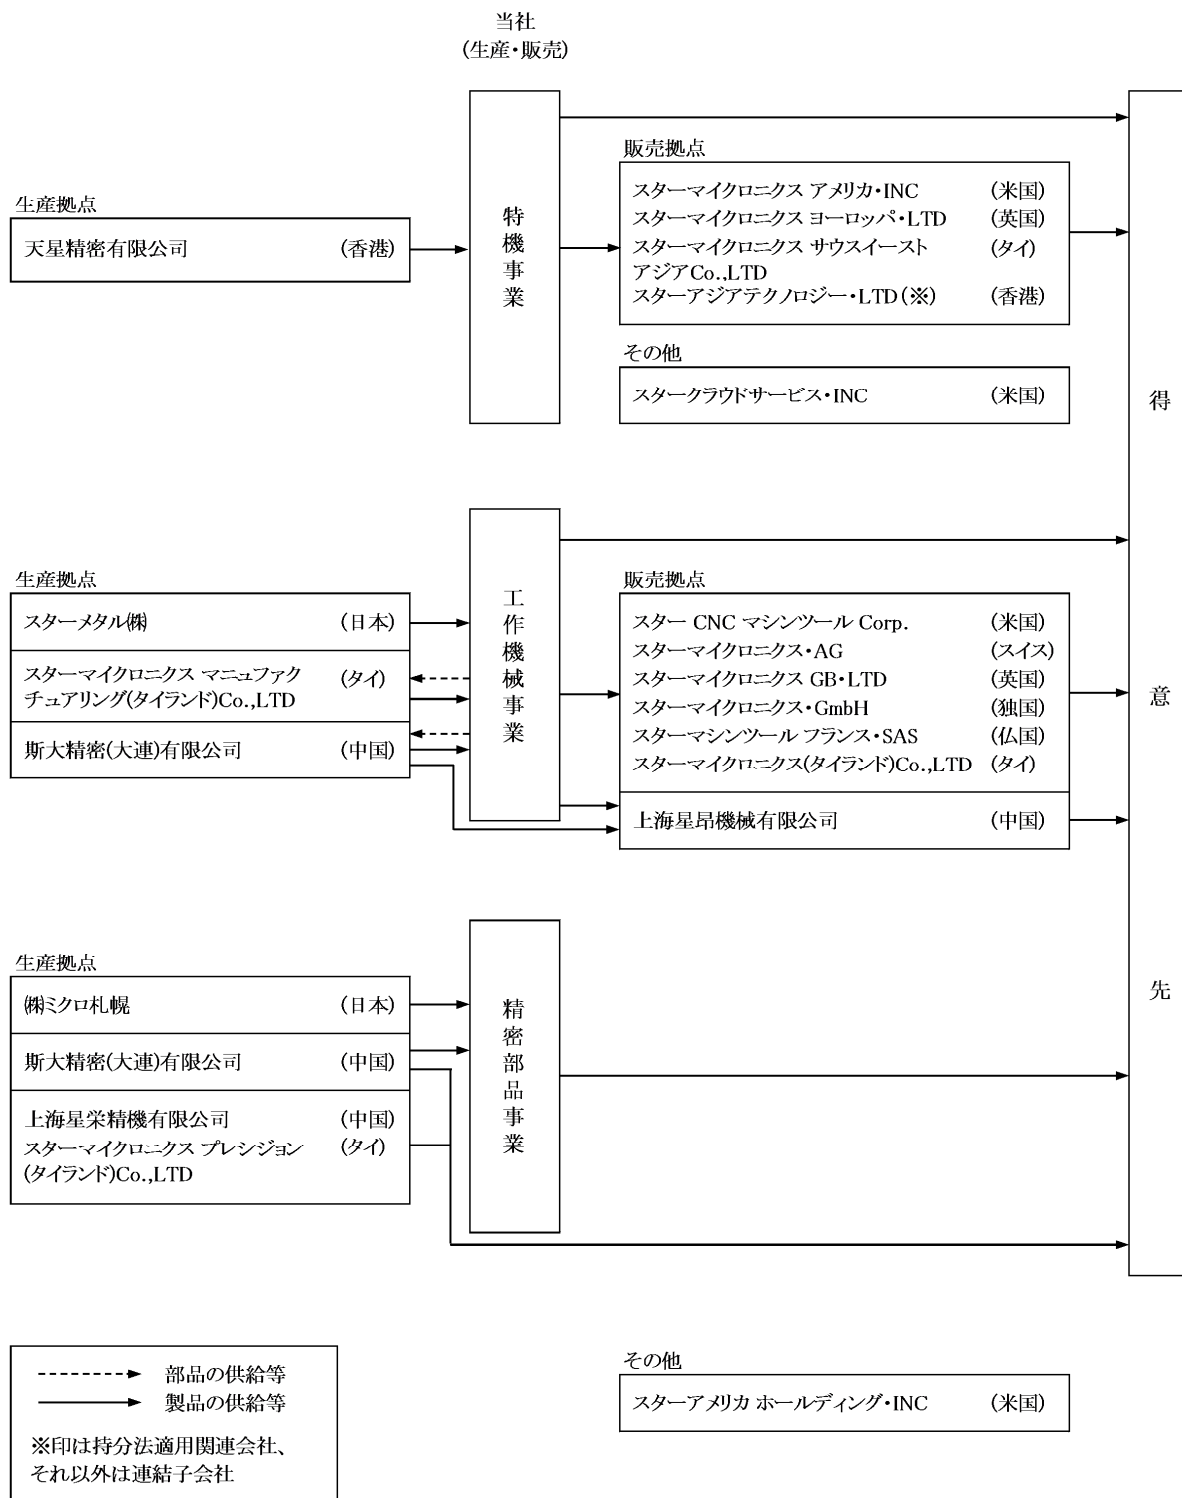 当社
(生産・販売)
特機事業
生産拠点
天星精密有限公司 (香港)
販売拠点
スターマイクロニクス アメリカ・INC (米国)
スターマイクロニクス ヨーロッパ・LTD (英国)
スターマイクロニクス サウスイースト (タイ)
アジアCo.,LTD
スターアジアテクノロジー・LTD(※) (香港)
その他
スタークラウドサービス・INC (米国)
得意先
工作機械事業
生産拠点
スターメタル㈱ (日本)
スターマイクロニクス マニュファク (タイ)
チュアリング(タイランド)Co.,LTD
斯大精密(大連)有限公司 (中国)
販売拠点
スター CNC マシンツール Corp. (米国)
スターマイクロニクス・AG (スイス)
スターマイクロニクス GB・LTD (英国)
スターマイクロニクス・GmbH (独国)
スターマシンツール フランス・SAS (仏国)
スターマイクロニクス(タイランド)Co.,LTD (タイ)
上海星昂機械有限公司 (中国)
精密部品事業
生産拠点
㈱ミクロ札幌 (日本)
斯大精密(大連)有限公司 (中国)
上海星栄精機有限公司 (中国)
スターマイクロニクス プレシジョン (タイ)
(タイランド)Co.,LTD
部品の供給等
製品の供給等
※印は持分法適用関連会社、
それ以外は連結子会社
その他
スターアメリカ ホールディング・INC (米国)